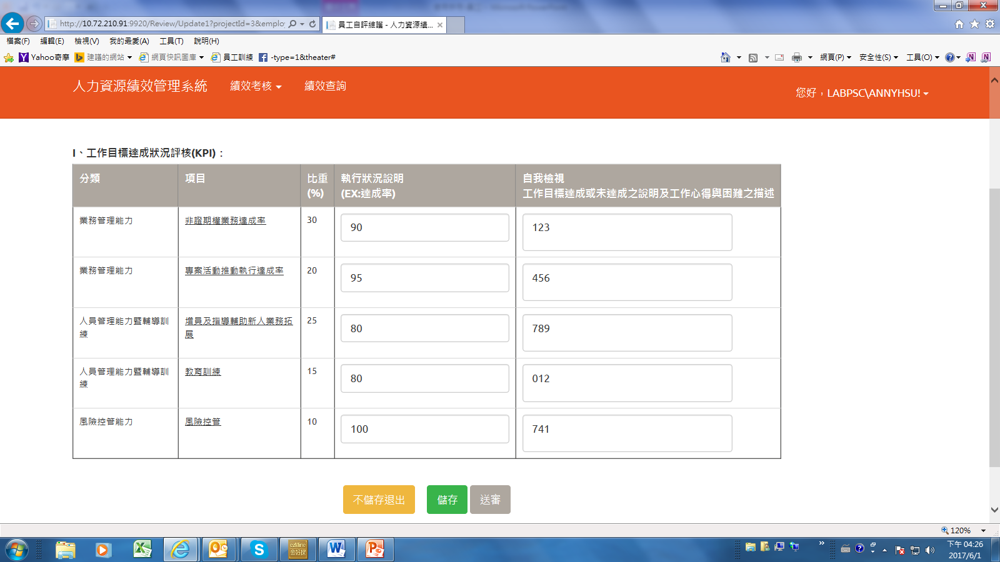 http://10.72.210.91:9920/Review/Update1?projectId=3&emplo
員工自評維護 - 人力資源績...
檔案(F) 編輯(E) 檢視(V) 我的最愛(A) 工具(T) 說明(H)
Yahoo奇摩 建議的網站 網頁快訊圖庫 員工訓練 -type=1&theater#
網頁(P) 安全性(S) 工具(O)
人力資源績效管理系統 績效考核 績效查詢
您好，LABPSC\ANNYHSU!
I、工作目標達成狀況評核(KPI)：
分類 項目 比重 執行狀況說明 自我檢視
(%) (EX:達成率) 工作目標達成或未達成之說明及工作心得與困難之描述
業務管理能力 非證期權業務達成率 30 90 123
業務管理能力 專案活動推動執行達成率 20 95 456
人員管理能力暨輔導訓 增員及指導輔助新人業務拓 25 80 789
練 展
人員管理能力暨輔導訓 教育訓練 15 80 012
練
風險控管能力 風險控管 10 100 741
不儲存退出 儲存 送審
120%
ezMine
金好探
下午 04:26
2017/6/1